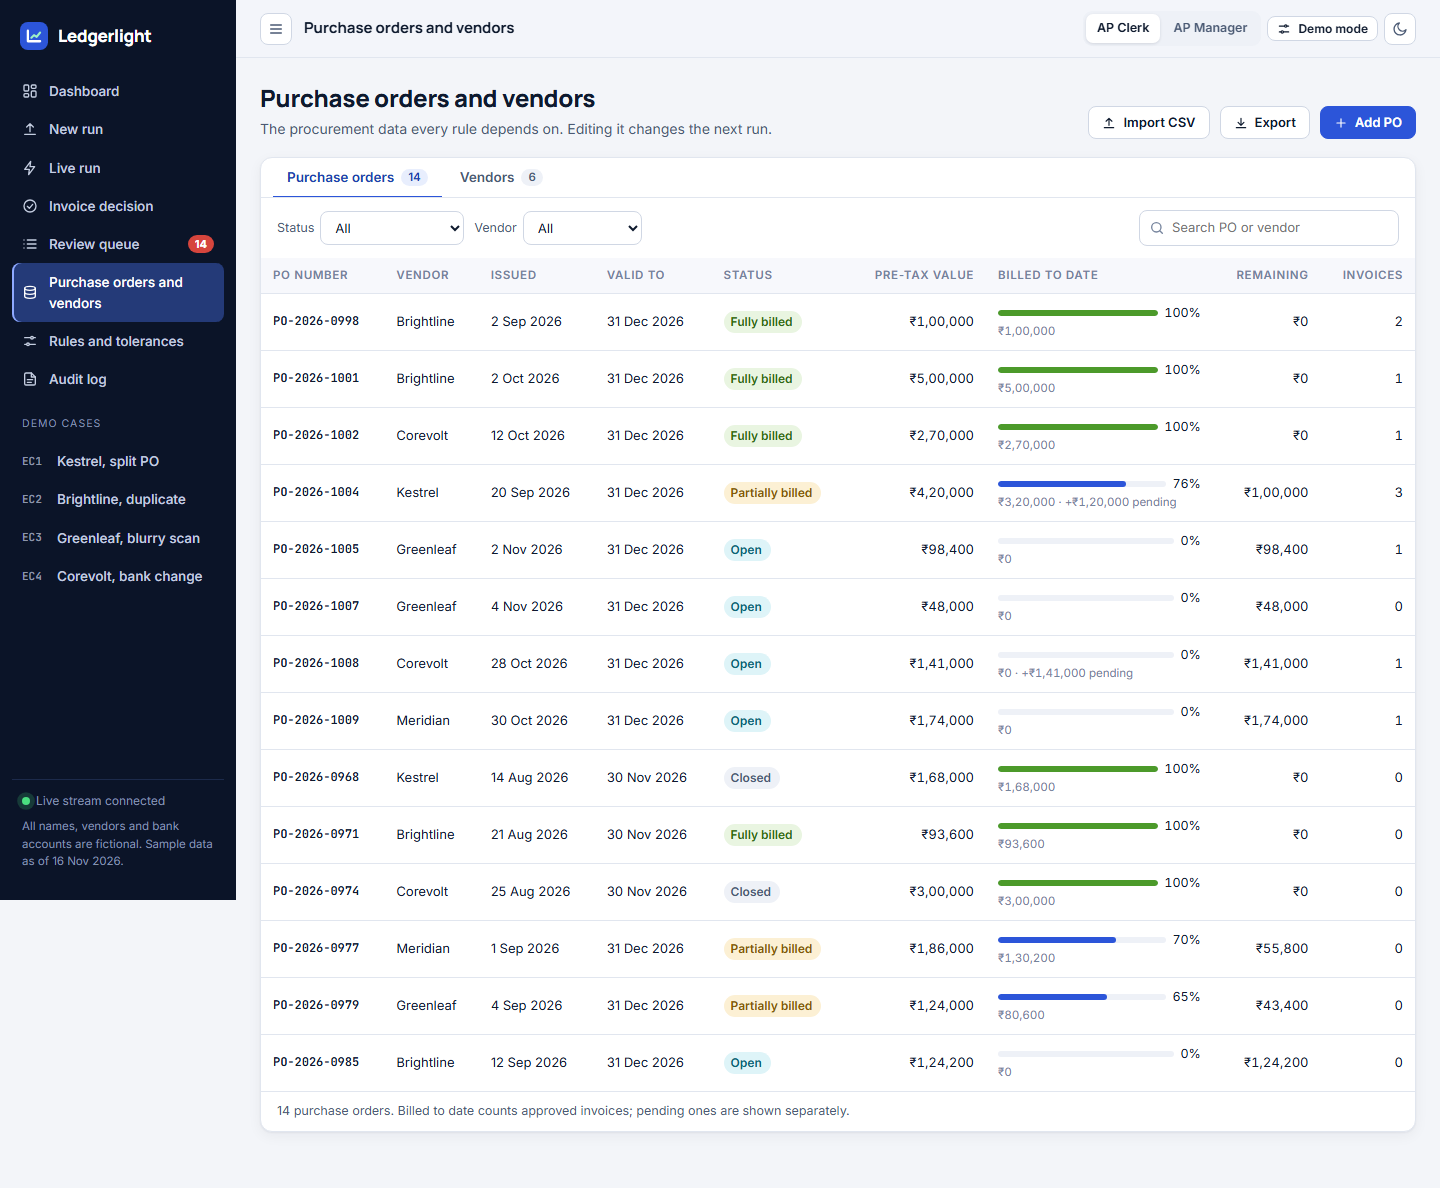 Ledgerlight
Dashboard
New run
Live run
Invoice decision
Review queue 14
Purchase orders and
vendors
Rules and tolerances
Audit log
DEMO CASES
EC1 Kestrel, split PO
EC2 Brightline, duplicate
EC3 Greenleaf, blurry scan
EC4 Corevolt, bank change
Live stream connected
All names, vendors and bank
accounts are fictional. Sample data
as of 16 Nov 2026.
Purchase orders and vendors
AP Clerk AP Manager Demo mode
Purchase orders and vendors
The procurement data every rule depends on. Editing it changes the next run.
Import CSV Export Add PO
Purchase orders 14 Vendors 6
Status All Vendor All Search PO or vendor
PO NUMBER VENDOR ISSUED VALID TO STATUS PRE-TAX VALUE BILLED TO DATE REMAINING INVOICES
PO-2026-0998 Brightline 2 Sep 2026 31 Dec 2026 Fully billed ₹1,00,000 100% ₹0 2
₹1,00,000
PO-2026-1001 Brightline 2 Oct 2026 31 Dec 2026 Fully billed ₹5,00,000 100% ₹0 1
₹5,00,000
PO-2026-1002 Corevolt 12 Oct 2026 31 Dec 2026 Fully billed ₹2,70,000 100% ₹0 1
₹2,70,000
PO-2026-1004 Kestrel 20 Sep 2026 31 Dec 2026 Partially billed ₹4,20,000 76% ₹1,00,000 3
₹3,20,000 · +₹1,20,000 pending
PO-2026-1005 Greenleaf 2 Nov 2026 31 Dec 2026 Open ₹98,400 0% ₹98,400 1
₹0
PO-2026-1007 Greenleaf 4 Nov 2026 31 Dec 2026 Open ₹48,000 0% ₹48,000 0
₹0
PO-2026-1008 Corevolt 28 Oct 2026 31 Dec 2026 Open ₹1,41,000 0% ₹1,41,000 1
₹0 · +₹1,41,000 pending
PO-2026-1009 Meridian 30 Oct 2026 31 Dec 2026 Open ₹1,74,000 0% ₹1,74,000 1
₹0
PO-2026-0968 Kestrel 14 Aug 2026 30 Nov 2026 Closed ₹1,68,000 100% ₹0 0
₹1,68,000
PO-2026-0971 Brightline 21 Aug 2026 30 Nov 2026 Fully billed ₹93,600 100% ₹0 0
₹93,600
PO-2026-0974 Corevolt 25 Aug 2026 30 Nov 2026 Closed ₹3,00,000 100% ₹0 0
₹3,00,000
PO-2026-0977 Meridian 1 Sep 2026 31 Dec 2026 Partially billed ₹1,86,000 70% ₹55,800 0
₹1,30,200
PO-2026-0979 Greenleaf 4 Sep 2026 31 Dec 2026 Partially billed ₹1,24,000 65% ₹43,400 0
₹80,600
PO-2026-0985 Brightline 12 Sep 2026 31 Dec 2026 Open ₹1,24,200 0% ₹1,24,200 0
₹0
14 purchase orders. Billed to date counts approved invoices; pending ones are shown separately.